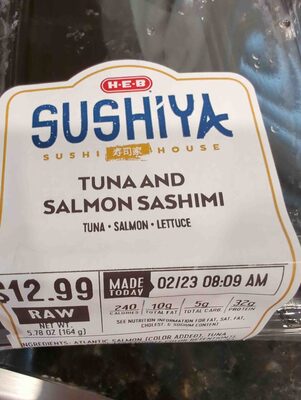 H-E-B
SUSHiYA
SUSHI 寿司家 HOUSE
TUNA AND
SALMON SASHIMI
TUNA • SALMON • LETTUCE
$12.99
MADE TODAY 02/23 08:09 AM
RAW
NET WT.
5.78 OZ (164 g)
240 CALORIES 10g TOTAL FAT 5g TOTAL CARB 32g PROTEIN
SEE NUTRITION INFORMATION FOR FAT, SAT. FAT,
CHOLEST. & SODIUM CONTENT
INGREDIENTS: ATLANTIC SALMON (COLOR ADDED), TUNA